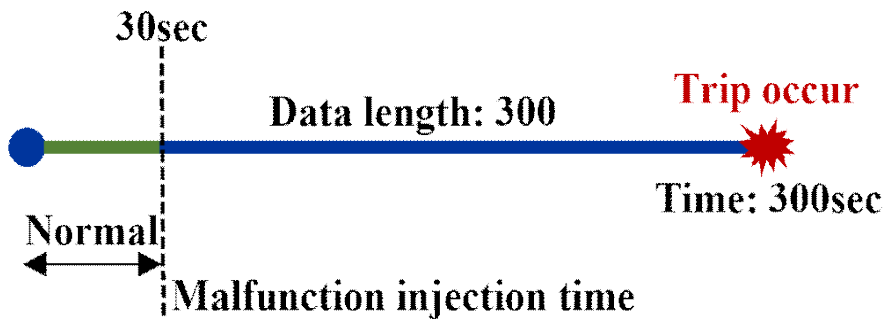 30sec
Data length: 300
Trip occur
Time: 300sec
Normal
Malfunction injection time